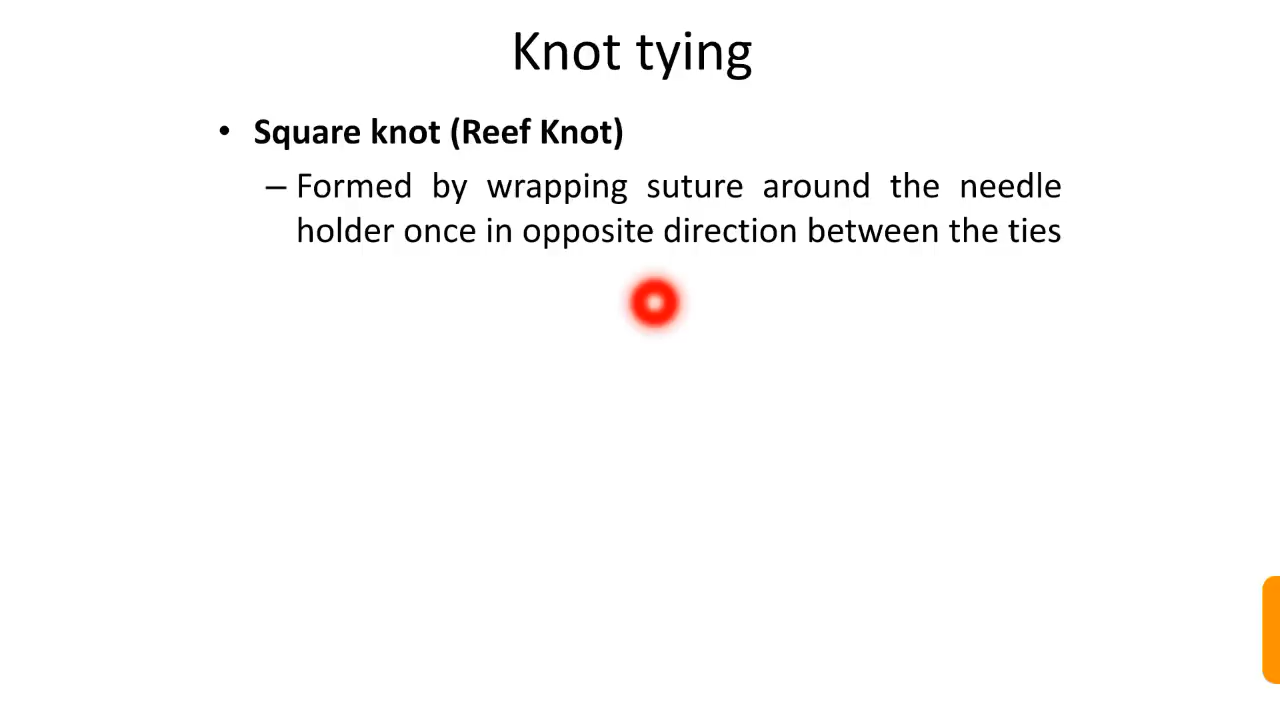 Knot tying
• Square knot (Reef Knot)
– Formed by wrapping suture around the needle
holder once in opposite direction between the ties